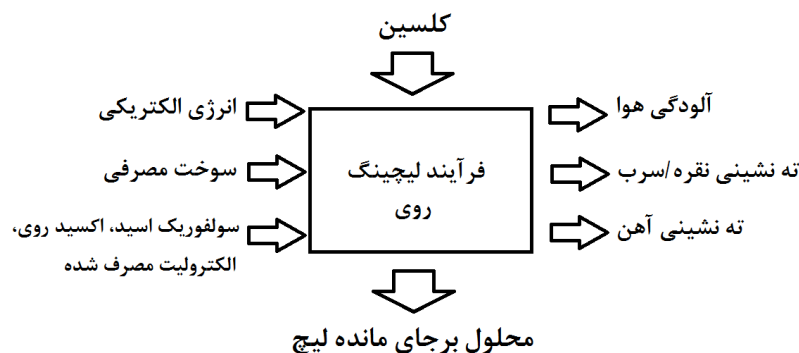 کلسین
انرژی الکتریکی
آلودگی هوا
سوخت مصرفی
فرآیند لیچینگ
روی
ته نشینی نقره/سرب
سولفوریک اسید، اکسید روی،
الکترولیت مصرف شده
ته نشینی آهن
محلول برجای مانده لیچ